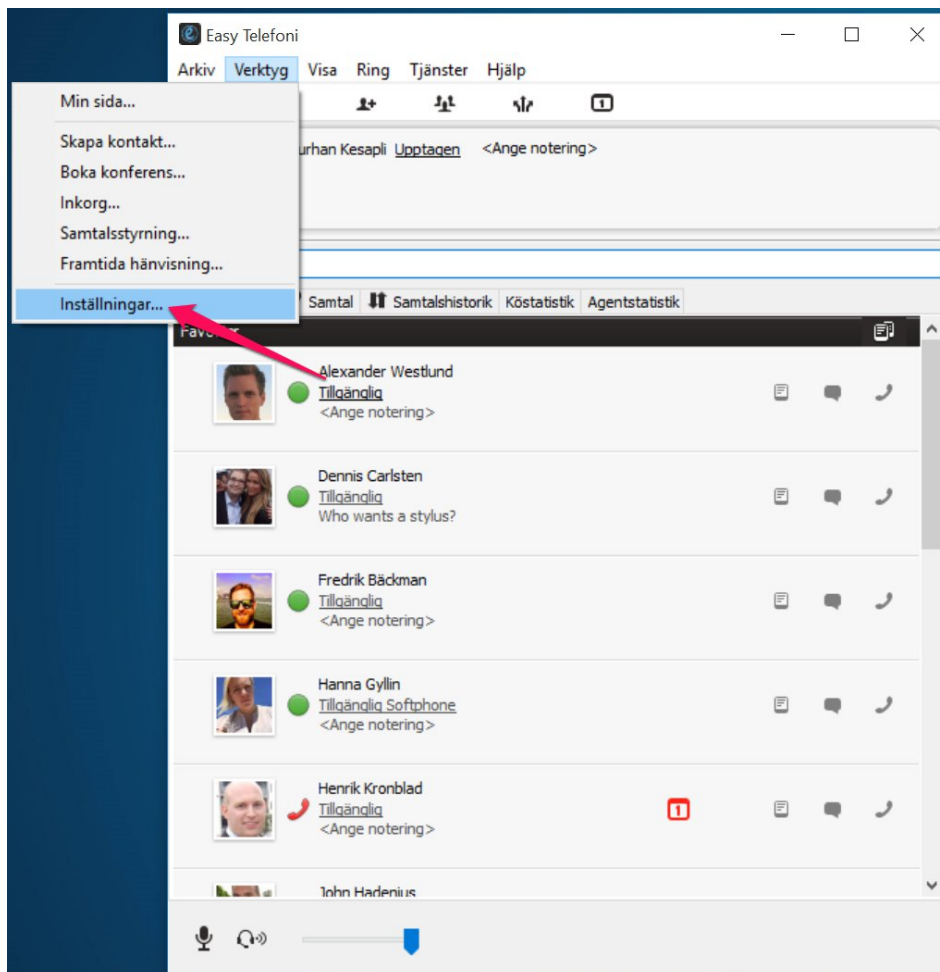 Easy Telefoni
Arkiv Verktyg Visa Ring Tjänster Hjälp
Min sida...
Skapa kontakt...
Boka konferens...
Inkorg...
Samtalsstyrning...
Framtida hänvisning...
Inställningar...
1
urhan Kesapli Upptagen <Ange notering>
Samtal Samtalshistorik Köstatistik Agentstatistik
Alexander Westlund
Tillgänglig
<Ange notering>
Dennis Carlsten
Tillgänglig
Who wants a stylus?
Fredrik Bäckman
Tillgänglig
<Ange notering>
Hanna Gyllin
Tillgänglig Softphone
<Ange notering>
Henrik Kronblad
Tillgänglig
1
<Ange notering>
John Hadenius